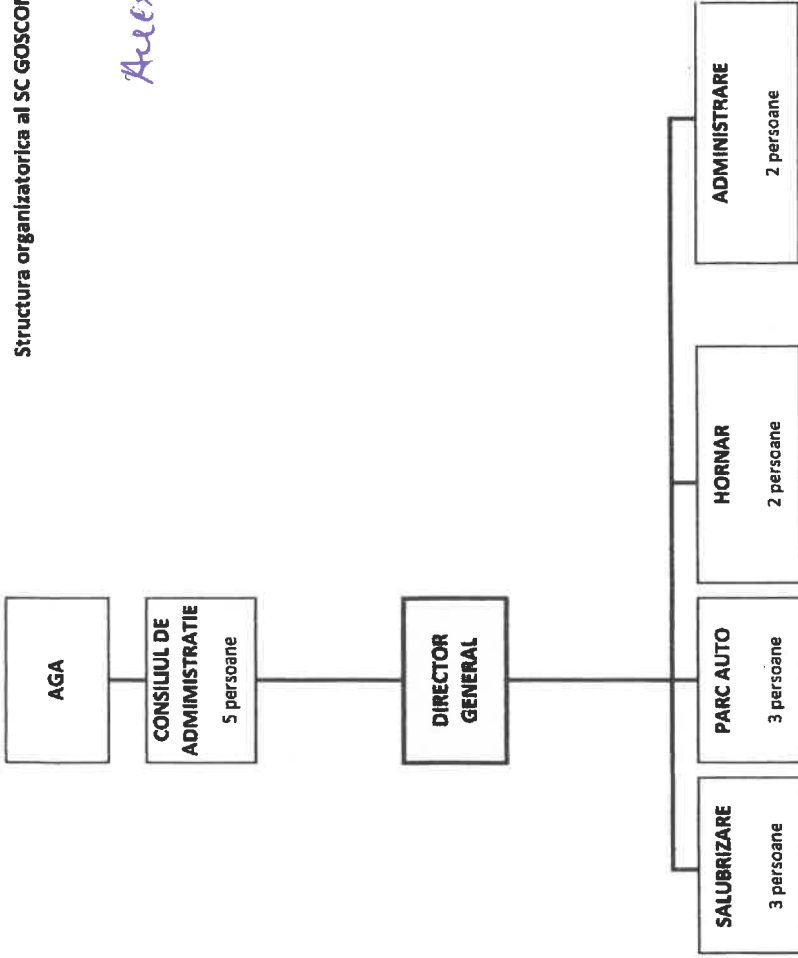 Structura organizatorica al SC
AGA
CONSILIUL DE
ADMIMISTRATIE
5 persoane
DIRECTOR
GENERAL
SALUBRIZARE
3 persoane
PARC AUTO
3 persoane
HORNAR
2 persoane
ADMINISTRARE
2 persoane